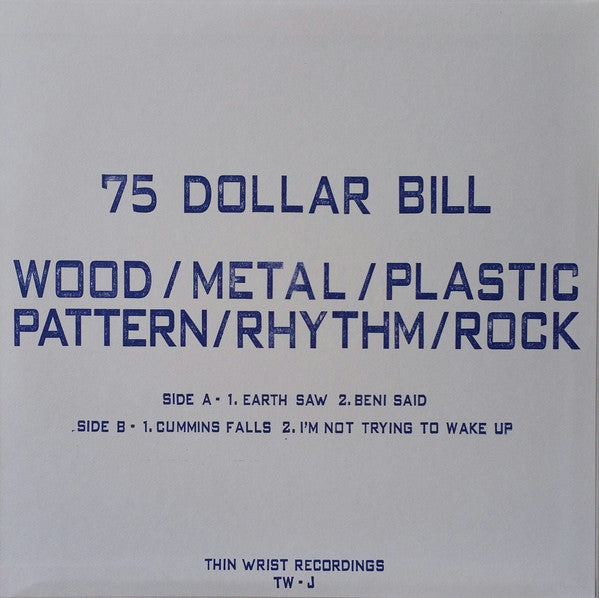 75 DOLLAR BILL
WOOD/METAL/PLASTIC
PATTERN/RHYTHM/ROCK
SIDE A - 1. EARTH SAW 2. BENI SAID
SIDE B - 1. CUMMINS FALLS 2. I'M NOT TRYING TO WAKE UP
THIN WRIST RECORDINGS
TW - J